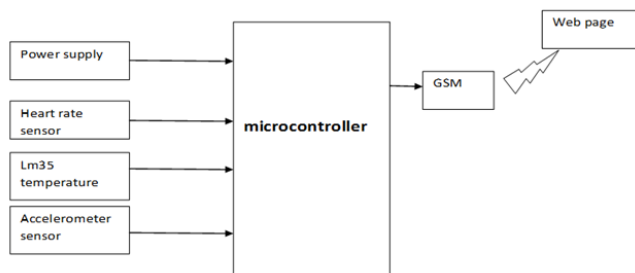 Web page
Power supply
GSM
Heart rate
sensor
microcontroller
Lm35
temperature
Accelerometer
sensor